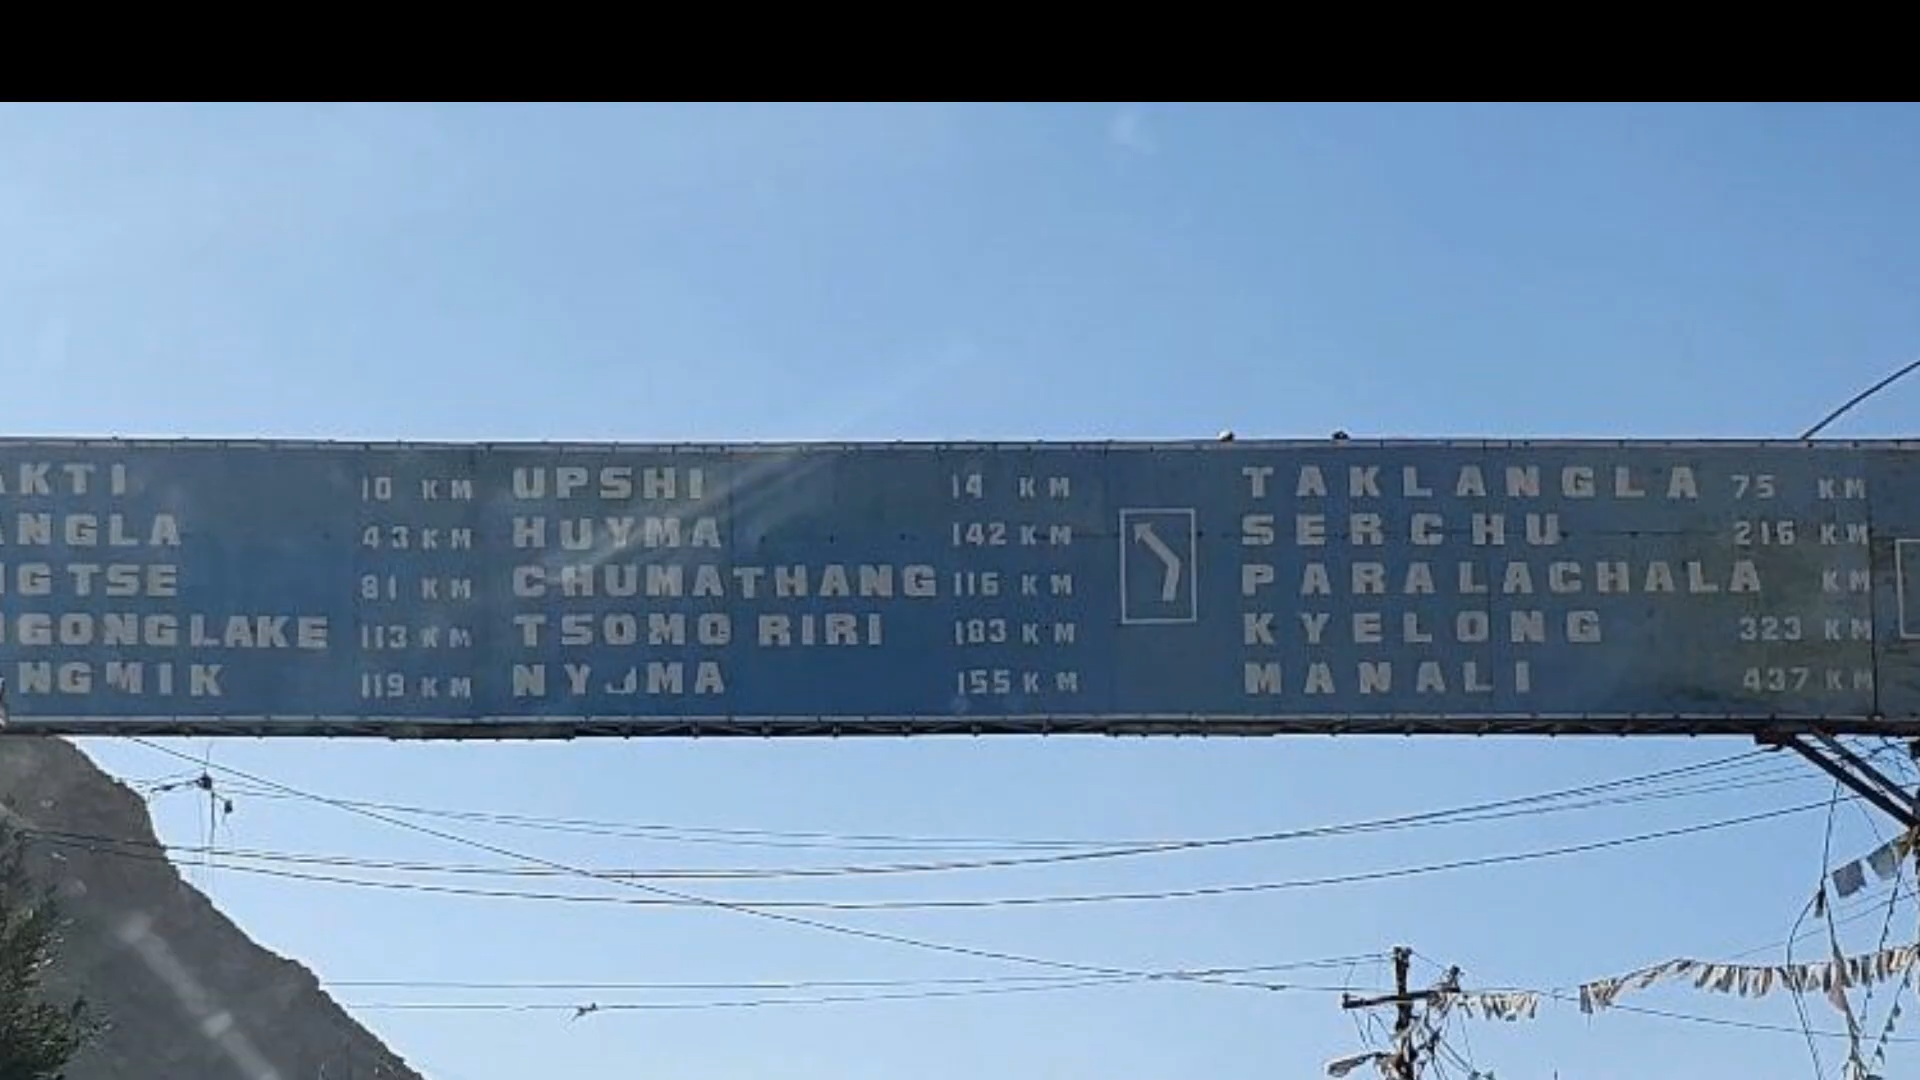 AKTI 10 KM UPSHI 14 KM TAKLANGLA 75 KM
ANGLA 43 KM HUYMA 142 KM SERCHU 216 KM
GTSE 81 KM CHUMATHANG 116 KM PARALACHALA KM
GONGLAKE 113 KM TSOMO RIRI 183 KM KYELONG 323 KM
NGMIK 119 KM NYOMA 155 KM MANALI 437 KM